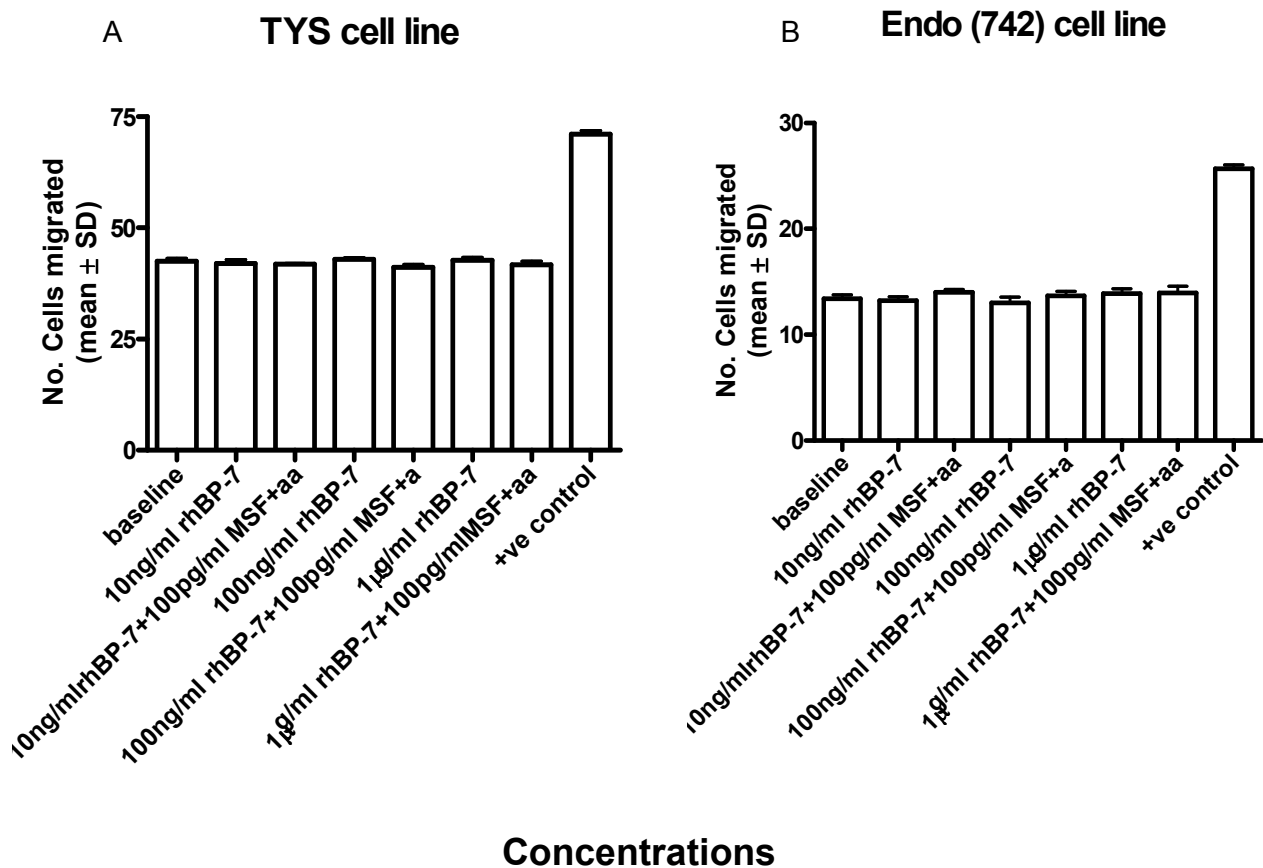 A
TYS cell line
No. Cells migrated
(mean ± SD)
75
50
25
0
baseline
10ng/ml rhBP-7
10ng/mlrhBP-7+100pg/ml MSF+aa
100ng/ml rhBP-7
100ng/ml rhBP-7+100pg/ml MSF+a
1µg/ml rhBP-7
1µg/ml rhBP-7+100pg/mlMSF+aa
+ve control
B
Endo (742) cell line
No. Cells migrated
(mean ± SD)
30
20
10
0
baseline
10ng/ml rhBP-7
10ng/mlrhBP-7+100pg/ml MSF+aa
100ng/ml rhBP-7
100ng/ml rhBP-7+100pg/ml MSF+a
1µg/ml rhBP-7
1µg/ml rhBP-7+100pg/ml MSF+aa
+ve control
Concentrations